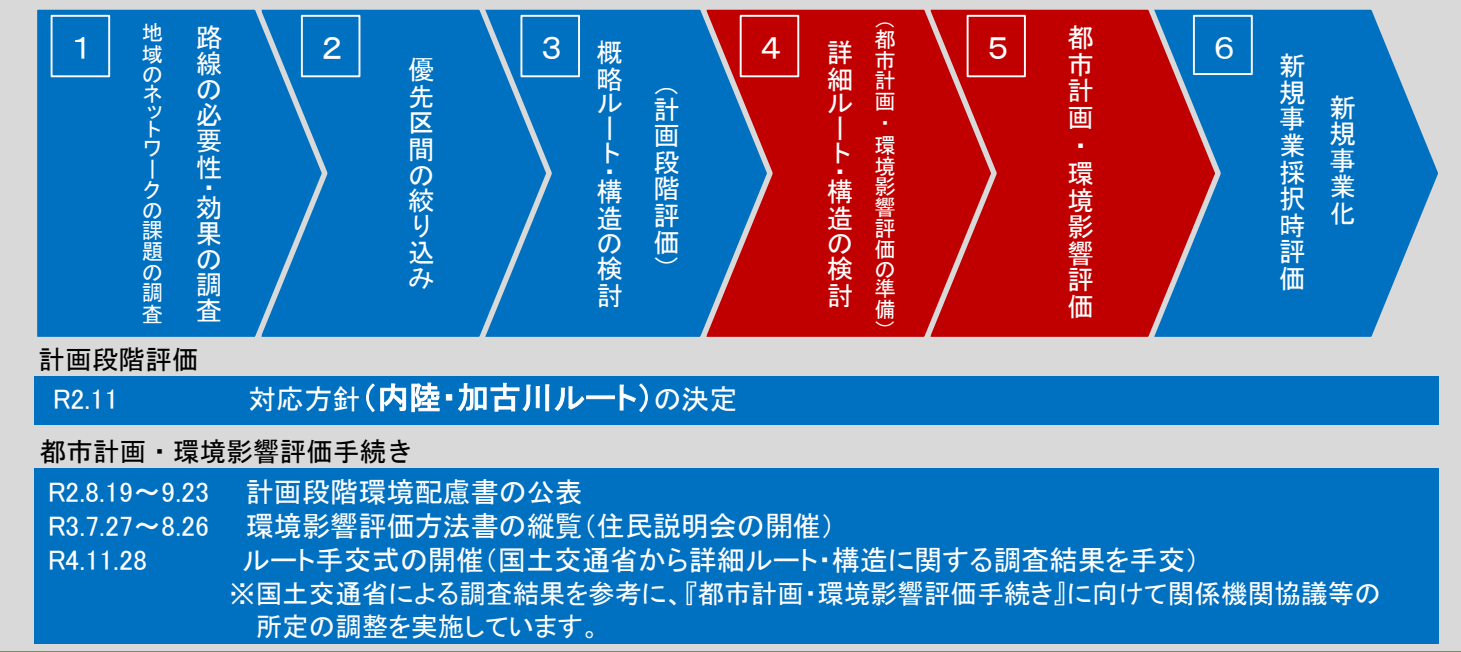 1
路線の必要性・効果の調査
地域のネットワークの課題の調査
2
優先区間の絞り込み
3
（計画段階評価）
概略ルート・構造の検討
4
（都市計画・環境影響評価の準備）
詳細ルート・構造の検討
5
都市計画・環境影響評価
6
新規事業化
新規事業採択時評価
計画段階評価
R2.11 対応方針（内陸・加古川ルート）の決定
都市計画・環境影響評価手続き
R2.8.19～9.23 計画段階環境配慮書の公表
R3.7.27～8.26 環境影響評価方法書の縦覧（住民説明会の開催）
R4.11.28 ルート手交式の開催（国土交通省から詳細ルート・構造に関する調査結果を手交）
※国土交通省による調査結果を参考に、『都市計画・環境影響評価手続き』に向けて関係機関協議等の
所定の調整を実施しています。